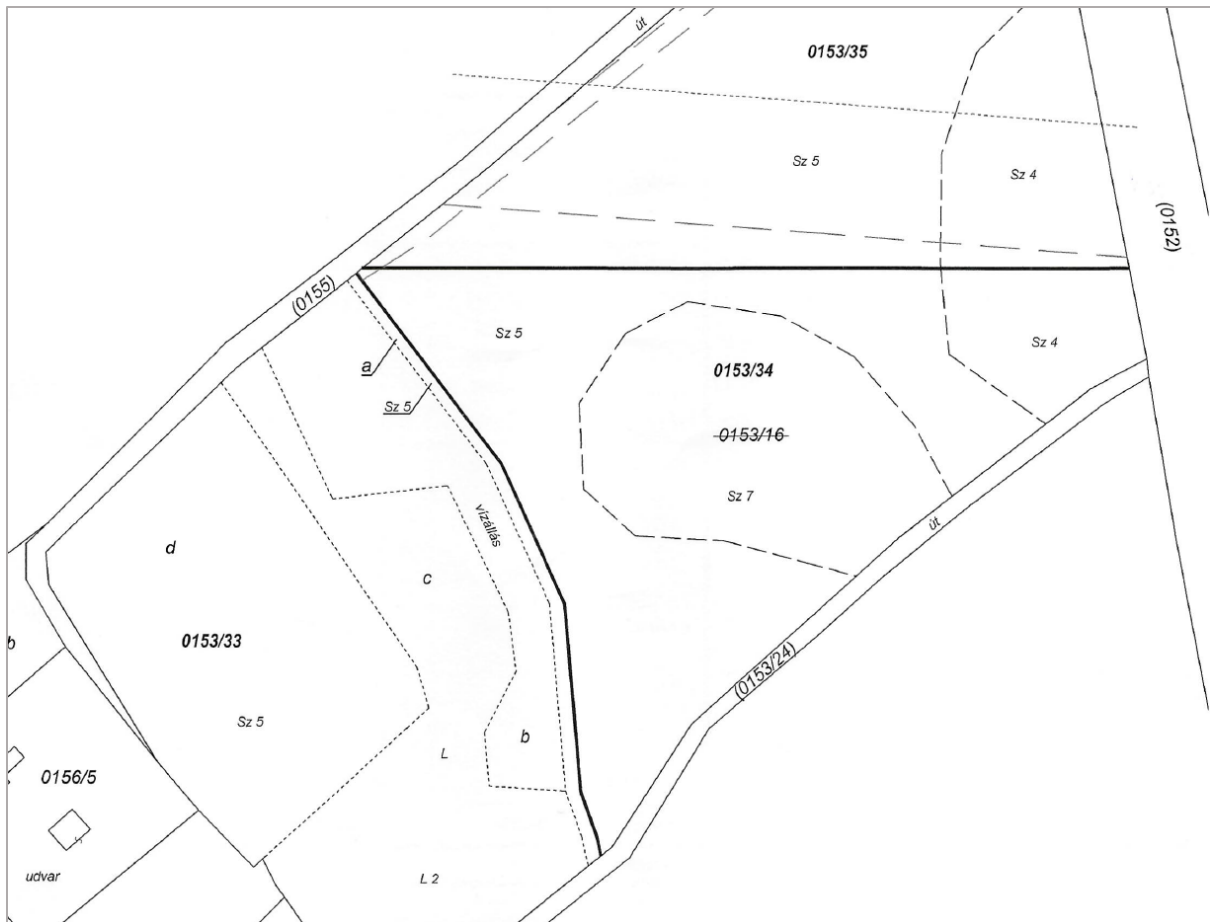 út
0153/35
Sz 5
Sz 4
(0152)
(0155)
Sz 5
Sz 4
a
0153/34
Sz 5
0153/16
Sz 7
vízállás
út
d
c
0153/33
b
(0153/24)
Sz 5
b
L
0156/5
udvar
L 2